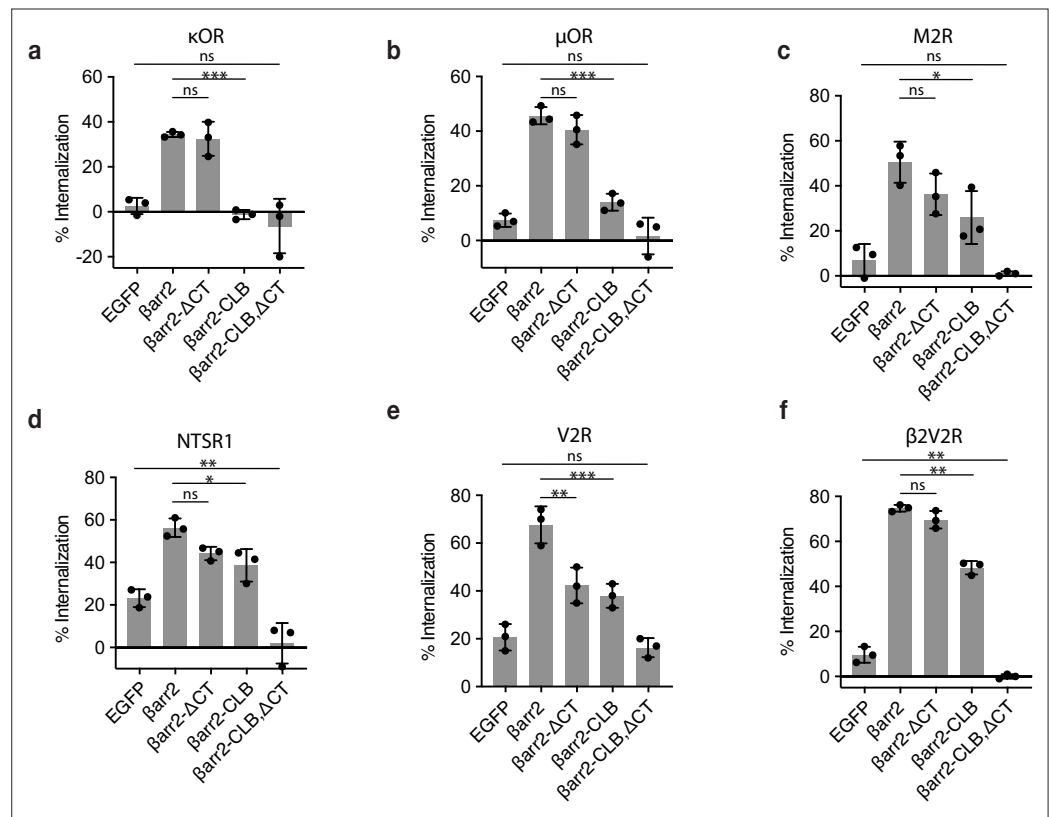 a
κOR
ns
***
ns
% Internalization
60
40
20
0
-20
EGFP
βarr2
βarr2-ΔCT
βarr2-CLB
βarr2-CLB,ΔCT
b
μOR
ns
***
ns
% Internalization
60
40
20
0
EGFP
βarr2
βarr2-ΔCT
βarr2-CLB
βarr2-CLB,ΔCT
c
M2R
ns
*
ns
% Internalization
80
60
40
20
0
EGFP
βarr2
βarr2-ΔCT
βarr2-CLB
βarr2-CLB,ΔCT
d
NTSR1
**
*
ns
% Internalization
80
60
40
20
0
EGFP
βarr2
βarr2-ΔCT
βarr2-CLB
βarr2-CLB,ΔCT
e
V2R
ns
***
**
% Internalization
80
60
40
20
0
EGFP
βarr2
βarr2-ΔCT
βarr2-CLB
βarr2-CLB,ΔCT
f
β2V2R
**
**
ns
% Internalization
80
60
40
20
0
EGFP
βarr2
βarr2-ΔCT
βarr2-CLB
βarr2-CLB,ΔCT